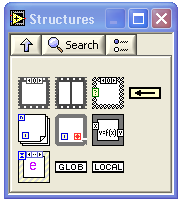 Structures
Search
N
i
x
y=f(x)
e
GLOB LOCAL